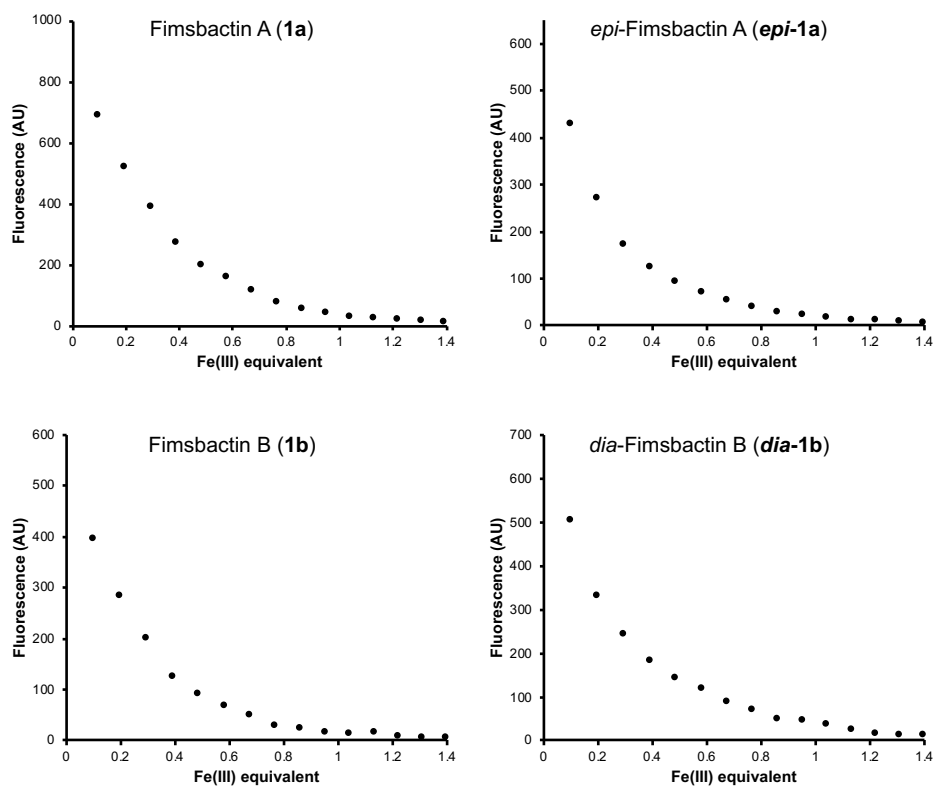 Fimsbactin A (1a)
1000
800
600
400
200
0
Fluorescence (AU)
0 0.2 0.4 0.6 0.8 1 1.2 1.4
Fe(III) equivalent
epi-Fimsbactin A (epi-1a)
600
500
400
300
200
100
0
Fluorescence (AU)
0 0.2 0.4 0.6 0.8 1 1.2 1.4
Fe(III) equivalent
Fimsbactin B (1b)
600
500
400
300
200
100
0
Fluorescence (AU)
0 0.2 0.4 0.6 0.8 1 1.2 1.4
Fe(III) equivalent
dia-Fimsbactin B (dia-1b)
700
600
500
400
300
200
100
0
Fluorescence (AU)
0 0.2 0.4 0.6 0.8 1 1.2 1.4
Fe(III) equivalent